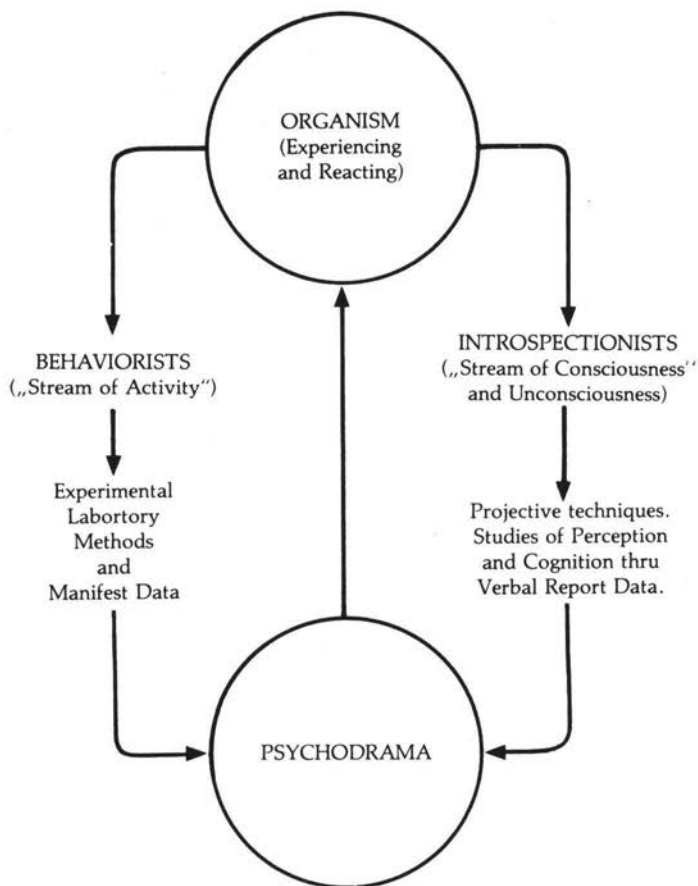 ORGANISM
(Experiencing
and Reacting)
BEHAVIORISTS
(„Stream of Activity“)
Experimental
Labortory
Methods
and
Manifest Data
INTROSPECTIONISTS
(„Stream of Consciousness‘‘
and Unconsciousness)
Projective techniques.
Studies of Perception
and Cognition thru
Verbal Report Data.
PSYCHODRAMA